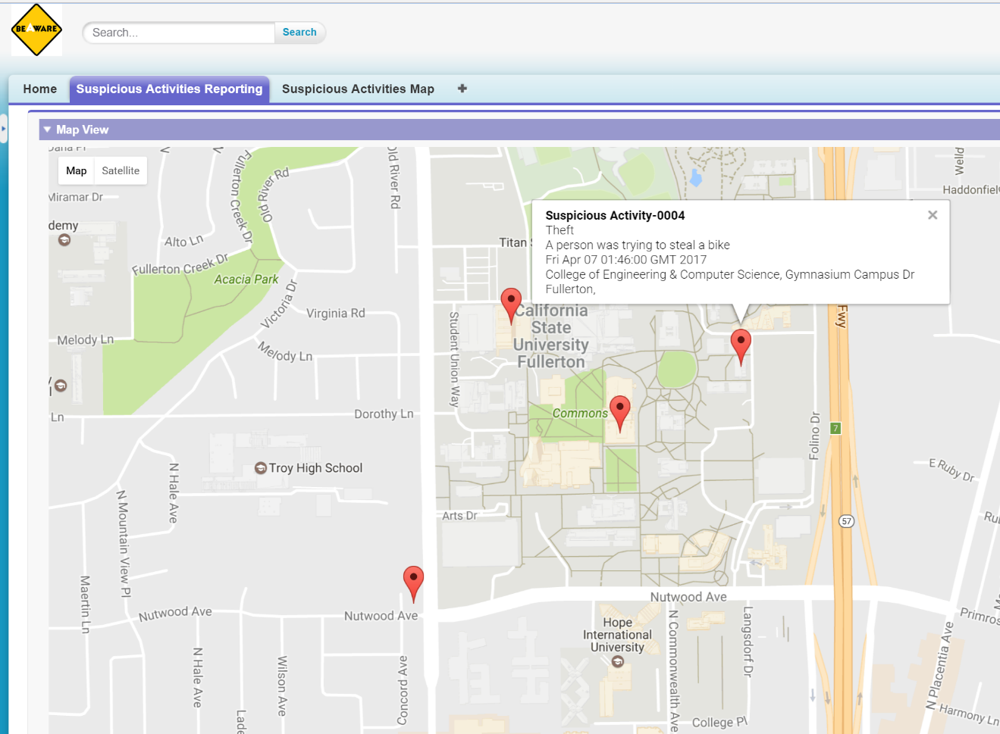 BE AWARE
Search...
Search
Home
Suspicious Activities Reporting
Suspicious Activities Map
Map View
Map
Satellite
Miramar Dr
demy
Alto Ln
Fullerton Creek Dr
Fullerton Creek Dr
Old River Rd
Old River Rd
Acacia Park
Victoria Dr
Virginia Rd
Melody Ln
Melody Ln
Ln
Dorothy Ln
Troy High School
N Hale Ave
N Mountain View Pl
Maertin Ln
Nutwood Ave
Nutwood Ave
N Hale Ave
Wilson Ave
Lade
Concord Ave
Titan S
Suspicious Activity-0004
Theft
A person was trying to steal a bike
Fri Apr 07 01:46:00 GMT 2017
College of Engineering & Computer Science, Gymnasium Campus Dr
Fullerton,
California
State
University
Fullerton
Student Union Way
Commons
Arts Dr
Nutwood Ave
Hope
International
University
N Commonwealth Ave
Langsdorf Dr
College Pl
Folino Dr
Fwy
7
57
Welld
Haddonfiel
E Ruby Dr
Ru
Primros
N Placentia Ave
Harmony Ln